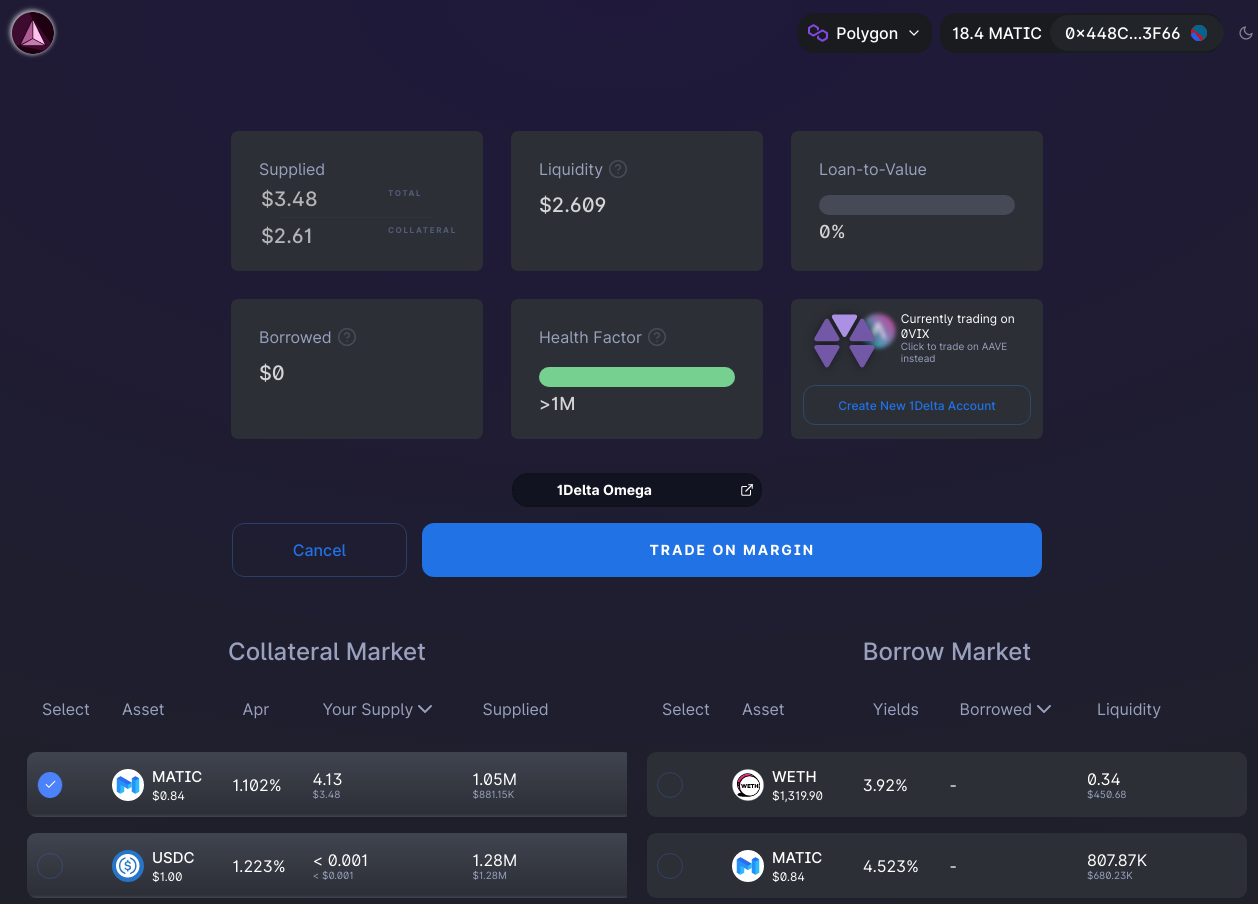 Polygon
18.4 MATIC
0x448C...3F66
Supplied
$3.48
TOTAL
$2.61
COLLATERAL
Liquidity ?
$2.609
Loan-to-Value
0%
Borrowed ?
$0
Health Factor ?
>1M
Currently trading on
0VIX
Click to trade on AAVE
instead
Create New 1Delta Account
1Delta Omega
Cancel
TRADE ON MARGIN
Collateral Market
Select Asset Apr Your Supply Supplied
MATIC
$0.84
1.102%
4.13
$3.48
1.05M
$881.15K
USDC
$1.00
1.223%
< 0.001
< $0.001
1.28M
$1.28M
Borrow Market
Select Asset Yields Borrowed Liquidity
WETH
WETH
$1,319.90
3.92%
-
0.34
$450.68
MATIC
$0.84
4.523%
-
807.87K
$680.23K